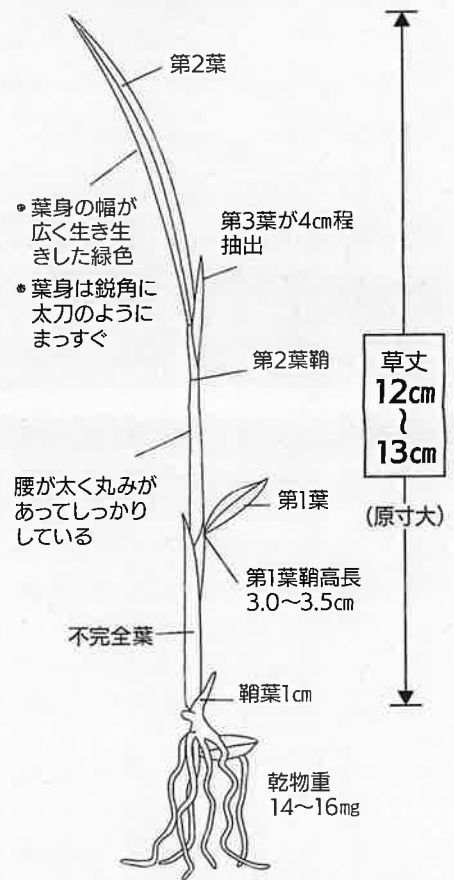 第2葉
• 葉身の幅が
広く生き生
きした緑色
• 葉身は鋭角に
太刀のように
まっすぐ
第3葉が4cm程
抽出
第2葉鞘
草丈
12cm
〜
13cm
(原寸大)
腰が太く丸みが
あってしっかり
している
第1葉
第1葉鞘高長
3.0〜3.5cm
不完全葉
鞘葉1cm
乾物重
14〜16mg